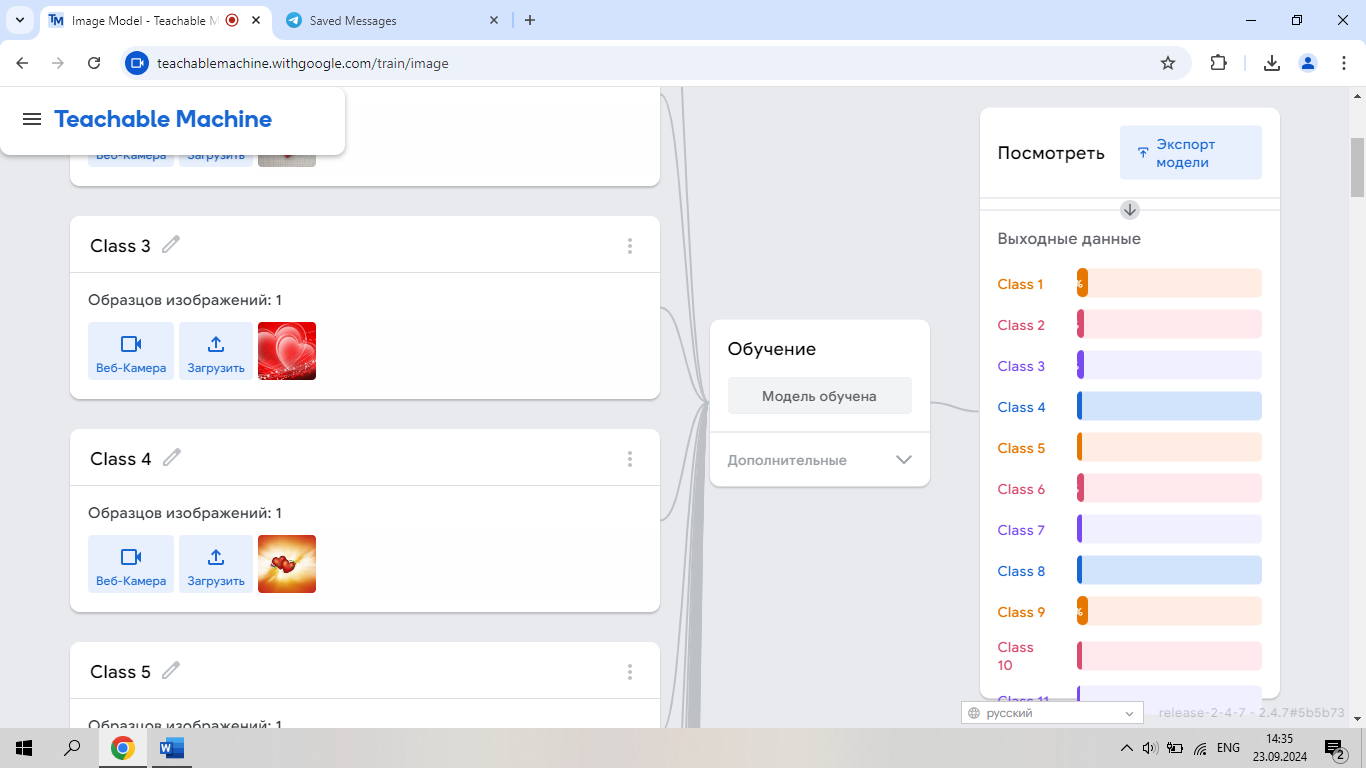 Image Model - Teachable M
Saved Messages
teachablemachine.withgoogle.com/train/image
Teachable Machine
Веб-Камера
Загрузить
Class 3
Образцов изображений: 1
Веб-Камера
Загрузить
Class 4
Образцов изображений: 1
Веб-Камера
Загрузить
Class 5
Образцов изображений: 1
Обучение
Модель обучена
Дополнительные
Посмотреть
Экспорт
модели
Выходные данные
Class 1
%
Class 2
Class 3
Class 4
Class 5
Class 6
Class 7
Class 8
Class 9
%
Class
10
Class 11
русский
release-2-4-7 - 2.4.7#5b5b73
ENG
14:35
23.09.2024
2